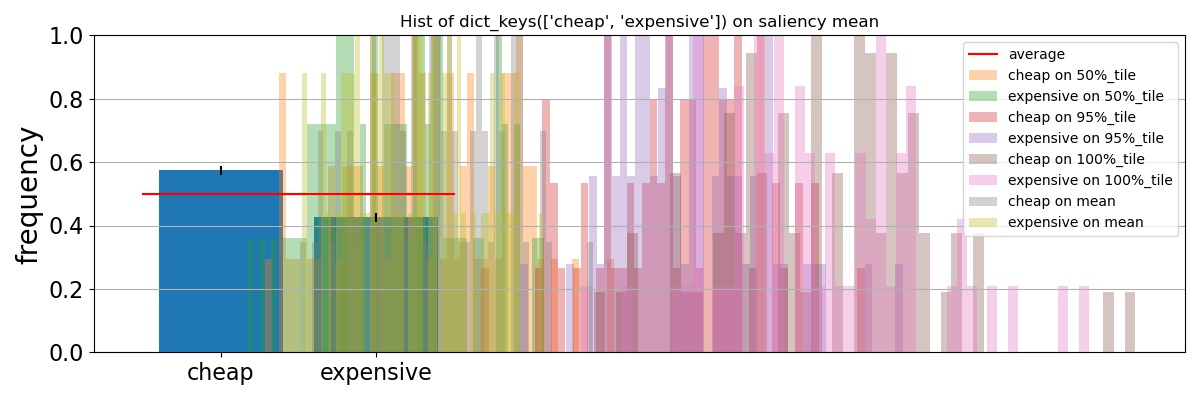 Hist of dict_keys(['cheap', 'expensive']) on saliency mean
1.0
0.8
0.6
0.4
0.2
0.0
frequency
cheap
expensive
average
cheap on 50%_tile
expensive on 50%_tile
cheap on 95%_tile
expensive on 95%_tile
cheap on 100%_tile
expensive on 100%_tile
cheap on mean
expensive on mean